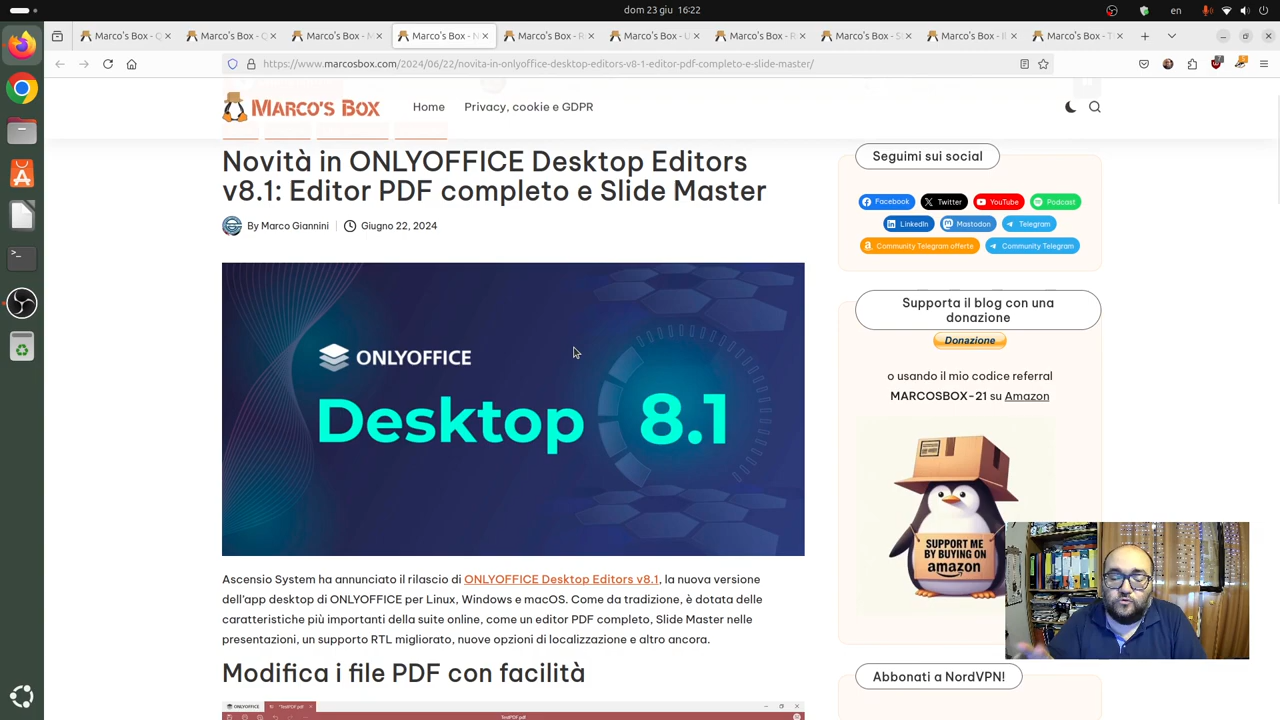 dom 23 giu 16:22
en
Marco's Box - Q
Marco's Box - Q
Marco's Box - M
Marco's Box - N
Marco's Box - R
Marco's Box - U
Marco's Box - R
Marco's Box - S
Marco's Box - Il
Marco's Box - T
https://www.marcosbox.com/2024/06/22/novita-in-onlyoffice-desktop-editors-v8-1-editor-pdf-completo-e-slide-master/
MARCO'S BOX
Home
Privacy, cookie e GDPR
Novità in ONLYOFFICE Desktop Editors
v8.1: Editor PDF completo e Slide Master
By Marco Giannini
Giugno 22, 2024
ONLYOFFICE
Desktop 8.1
Ascensio System ha annunciato il rilascio di ONLYOFFICE Desktop Editors v8.1, la nuova versione
dell'app desktop di ONLYOFFICE per Linux, Windows e macOS. Come da tradizione, è dotata delle
caratteristiche più importanti della suite online, come un editor PDF completo, Slide Master nelle
presentazioni, un supporto RTL migliorato, nuove opzioni di localizzazione e altro ancora.
Modifica i file PDF con facilità
ONLYOFFICE
TestPDF.pdf
TestPDF.pdf
Seguimi sui social
Facebook
Twitter
YouTube
Podcast
LinkedIn
Mastodon
Telegram
Community Telegram offerte
Community Telegram
Supporta il blog con una
donazione
Donazione
o usando il mio codice referral
MARCOSBOX-21 su Amazon
SUPPORT ME
BY BUYING ON
amazon
Abbonati a NordVPN!